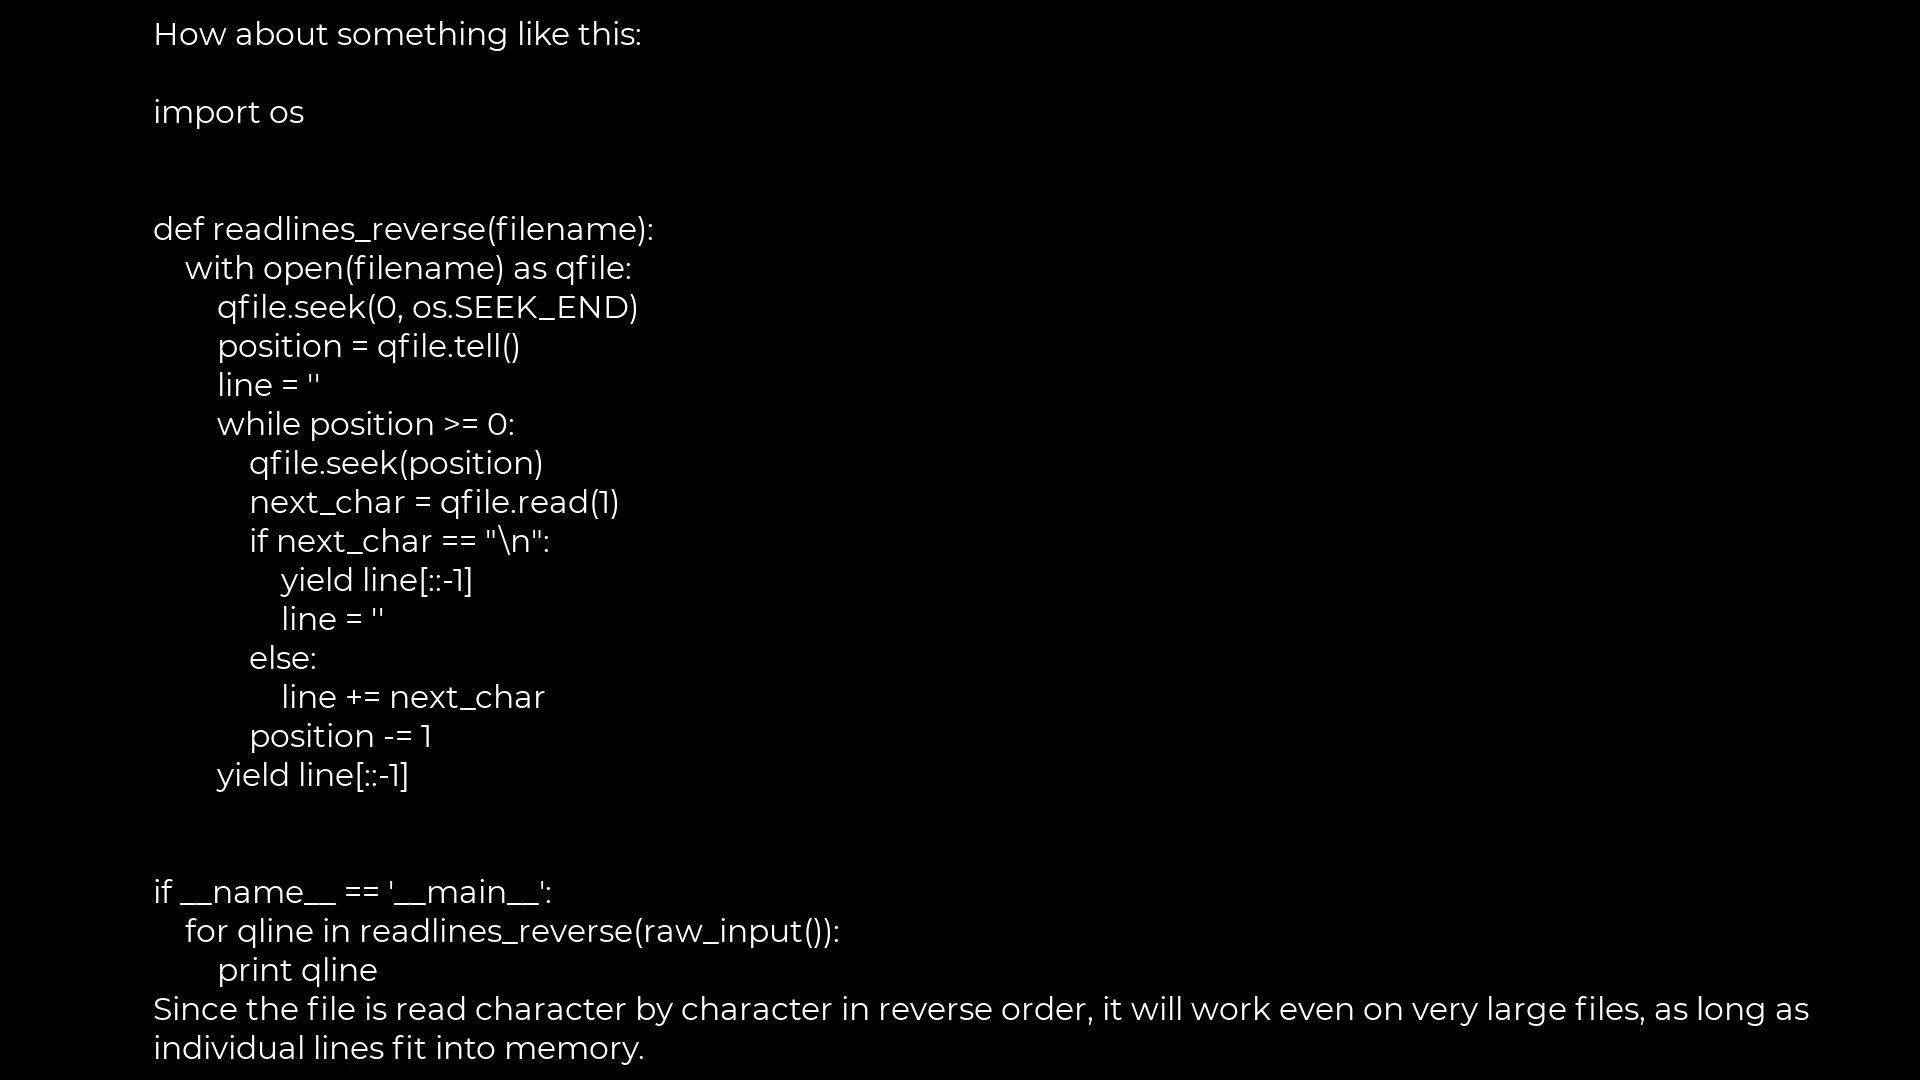 How about something like this:
import os
def readlines_reverse(filename):
    with open(filename) as qfile:
        qfile.seek(0, os.SEEK_END)
        position = qfile.tell()
        line = ''
        while position >= 0:
            qfile.seek(position)
            next_char = qfile.read(1)
            if next_char == "\n":
                yield line[::-1]
                line = ''
            else:
                line += next_char
            position -= 1
        yield line[::-1]
if __name__ == '__main__':
    for qline in readlines_reverse(raw_input()):
        print qline
Since the file is read character by character in reverse order, it will work even on very large files, as long as
individual lines fit into memory.